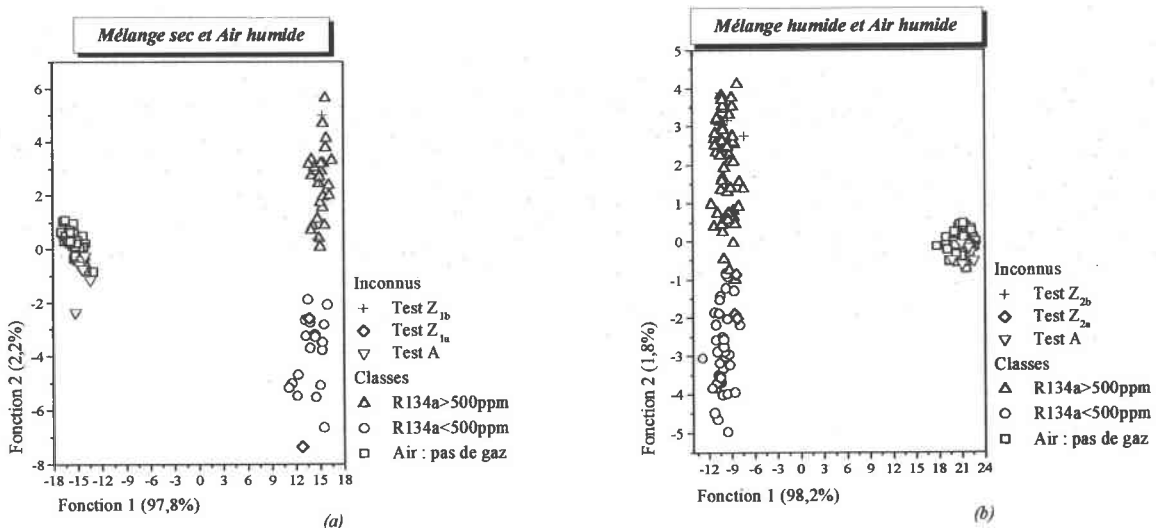 Mélange sec et Air humide
6
4
2
0
-2
-4
-6
-8
-18 -15 -12 -9 -6 -3 0 3 6 9 12 15 18
Fonction 2 (2,2%)
Fonction 1 (97,8%)
(a)
Inconnus
Test Z1b
Test Z1a
Test A
Classes
R134a>500ppm
R134a<500ppm
Air : pas de gaz
Mélange humide et Air humide
5
4
3
2
1
0
-1
-2
-3
-4
-5
-12 -9 -6 -3 0 3 6 9 12 15 18 21 24
Fonction 2 (1,8%)
Fonction 1 (98,2%)
(b)
Inconnus
Test Z2b
Test Z2a
Test A
Classes
R134a>500ppm
R134a<500ppm
Air : pas de gaz